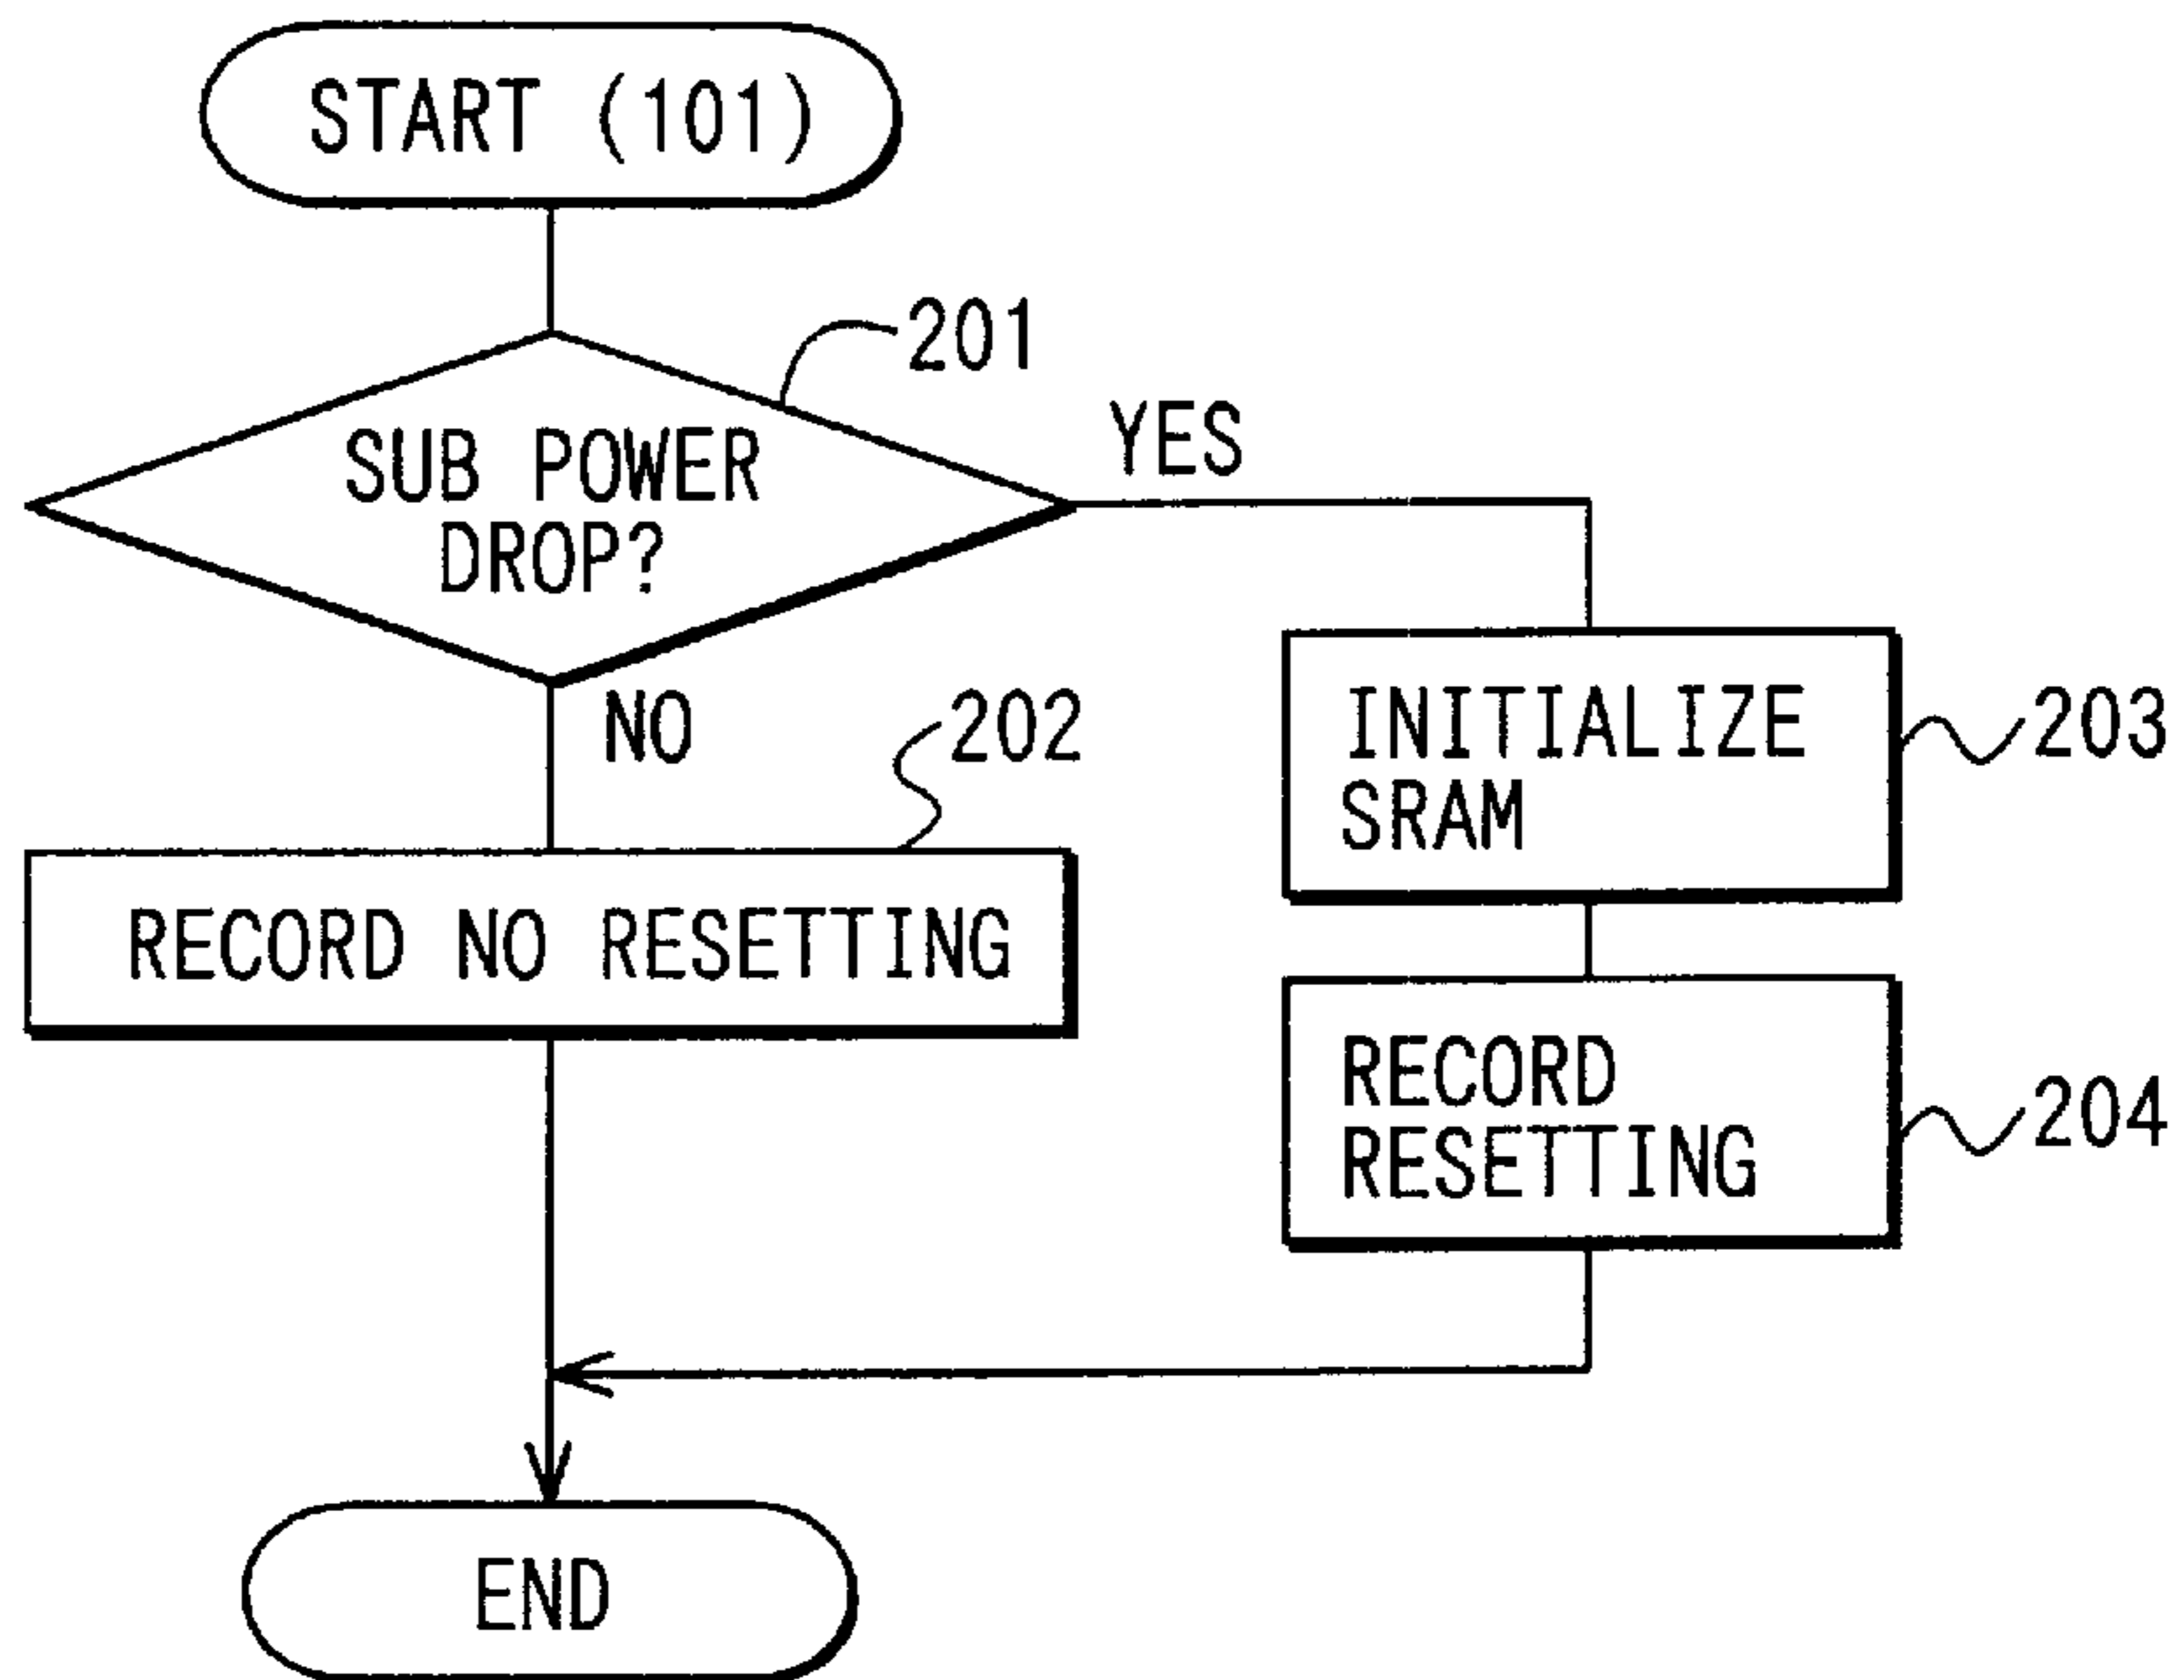 START (101)
201
SUB POWER
DROP?
YES
NO
202
RECORD NO RESETTING
INITIALIZE
SRAM
203
RECORD
RESETTING
204
END